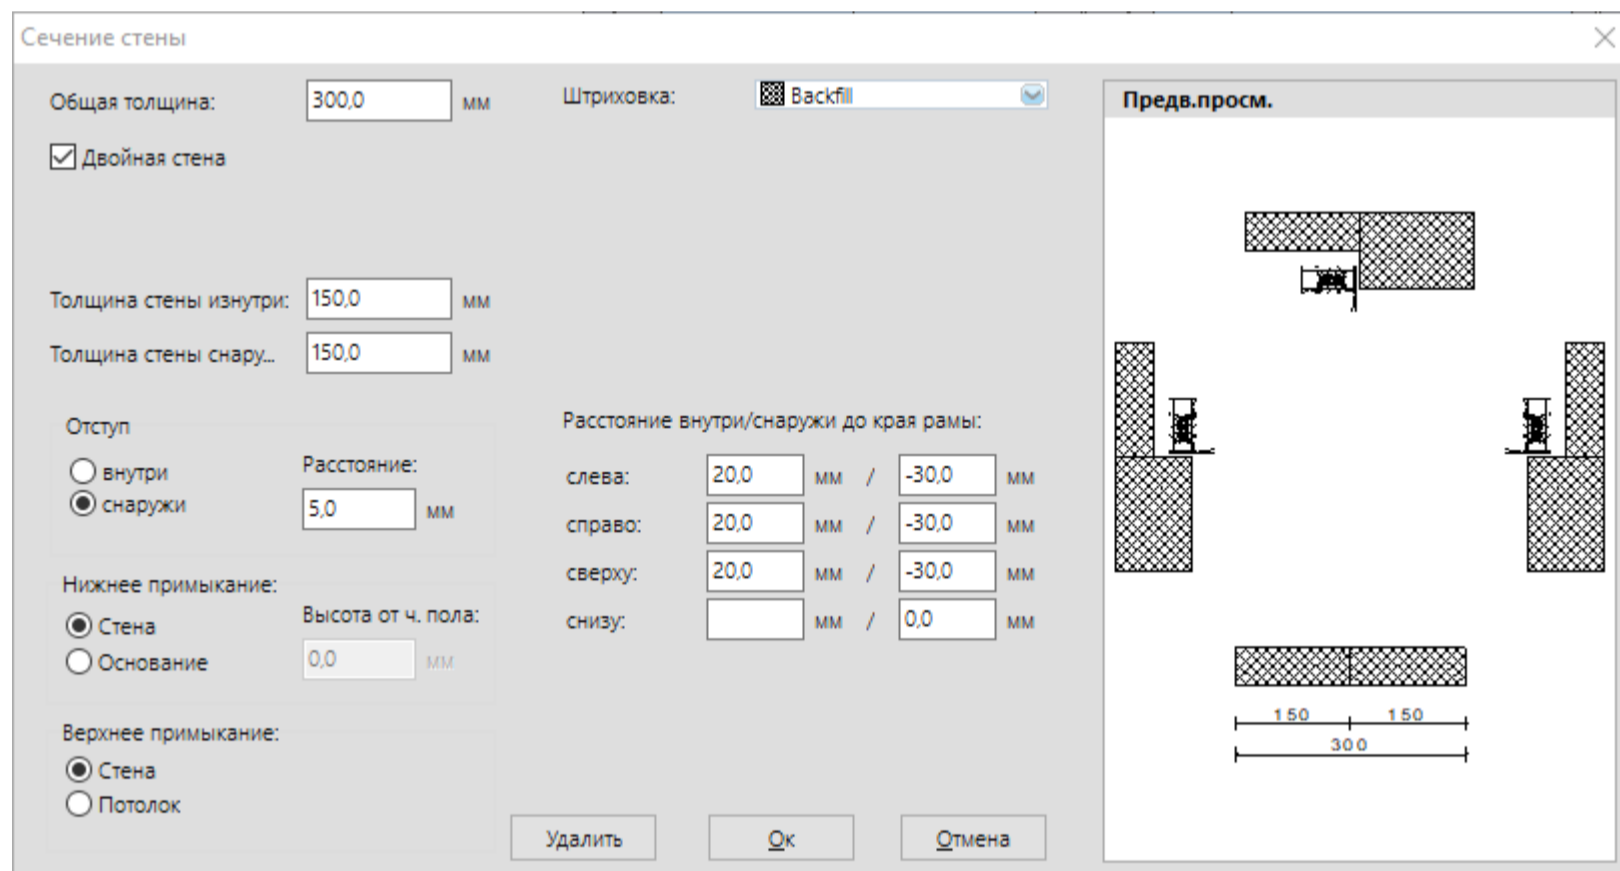 Сечение стены
Общая толщина: 300,0 мм
Штриховка: Backfill
Двойная стена
Толщина стены изнутри: 150,0 мм
Толщина стены снару... 150,0 мм
Отступ
внутри
снаружи
Расстояние:
5,0 мм
Нижнее примыкание:
Стена
Основание
Высота от ч. пола:
0,0 мм
Верхнее примыкание:
Стена
Потолок
Расстояние внутри/снаружи до края рамы:
слева: 20,0 мм / -30,0 мм
справо: 20,0 мм / -30,0 мм
сверху: 20,0 мм / -30,0 мм
снизу: мм / 0,0 мм
Удалить Ок Отмена
Предв.просм.
150 150
300